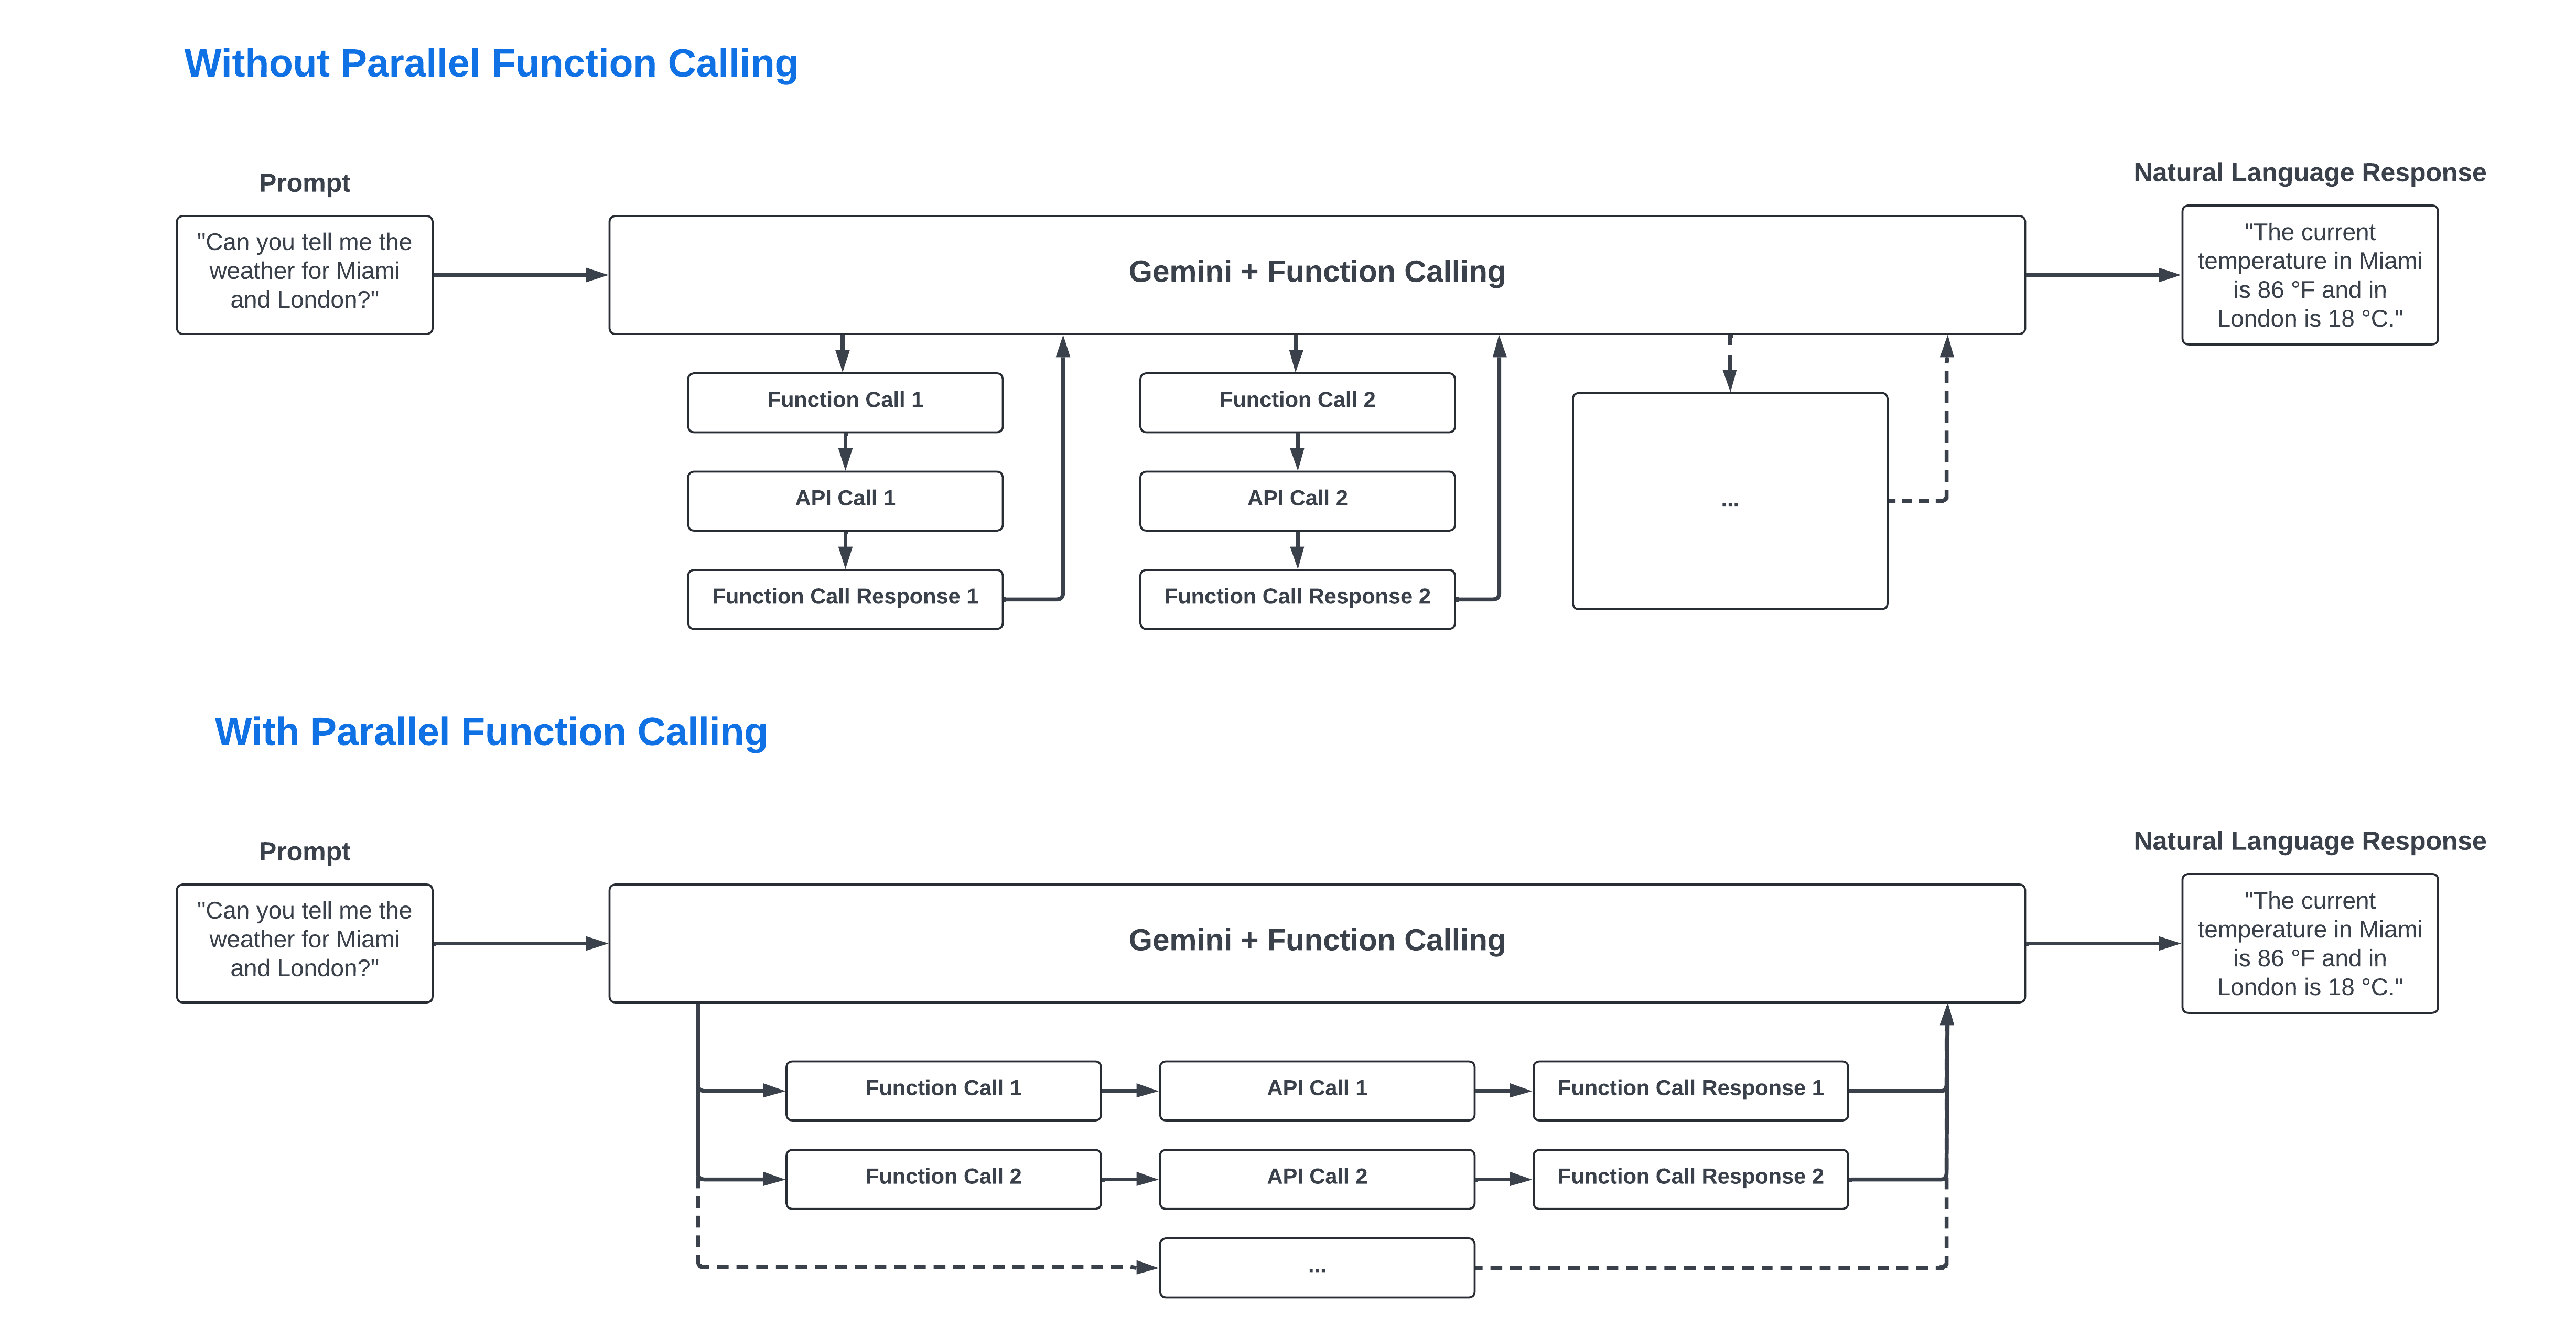 Without Parallel Function Calling
Prompt
Natural Language Response
"Can you tell me the
weather for Miami
and London?"
Gemini + Function Calling
"The current
temperature in Miami
is 86 °F and in
London is 18 °C."
Function Call 1
Function Call 2
API Call 1
API Call 2
...
Function Call Response 1
Function Call Response 2
With Parallel Function Calling
Prompt
Natural Language Response
"Can you tell me the
weather for Miami
and London?"
Gemini + Function Calling
"The current
temperature in Miami
is 86 °F and in
London is 18 °C."
Function Call 1
API Call 1
Function Call Response 1
Function Call 2
API Call 2
Function Call Response 2
...